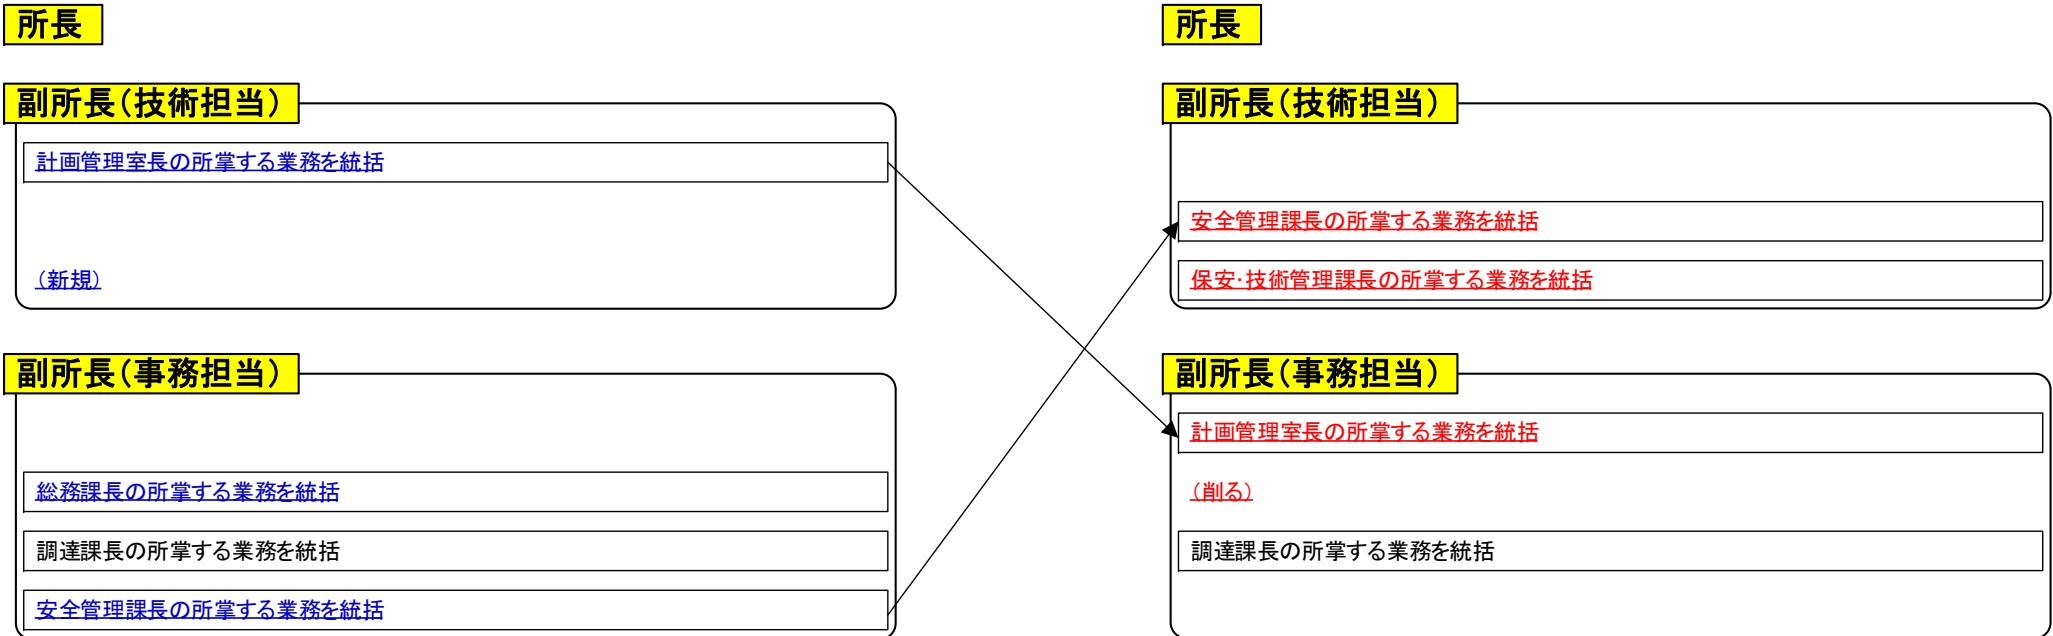 所長
副所長（技術担当）
計画管理室長の所掌する業務を統括
（新規）
副所長（事務担当）
総務課長の所掌する業務を統括
調達課長の所掌する業務を統括
安全管理課長の所掌する業務を統括
所長
副所長（技術担当）
安全管理課長の所掌する業務を統括
保安・技術管理課長の所掌する業務を統括
副所長（事務担当）
計画管理室長の所掌する業務を統括
（削る）
調達課長の所掌する業務を統括